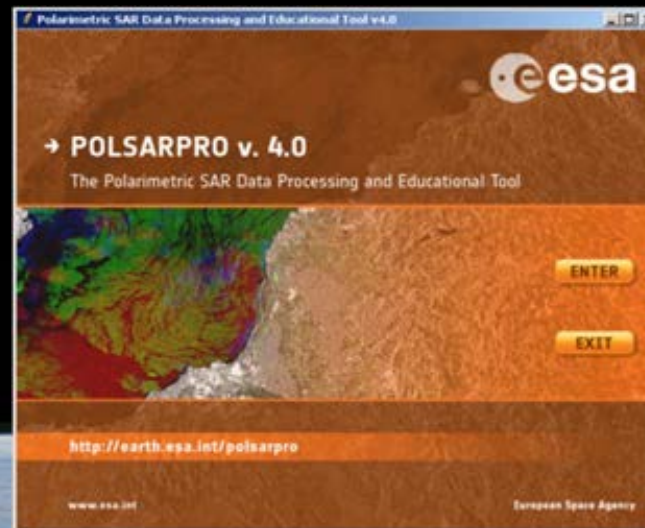 Polarimetric SAR Data Processing and Educational Tool v4.0
esa
→ POLSARPRO v. 4.0
The Polarimetric SAR Data Processing and Educational Tool
ENTER
EXIT
http://earth.esa.int/polsarpro
www.esa.int
European Space Agency